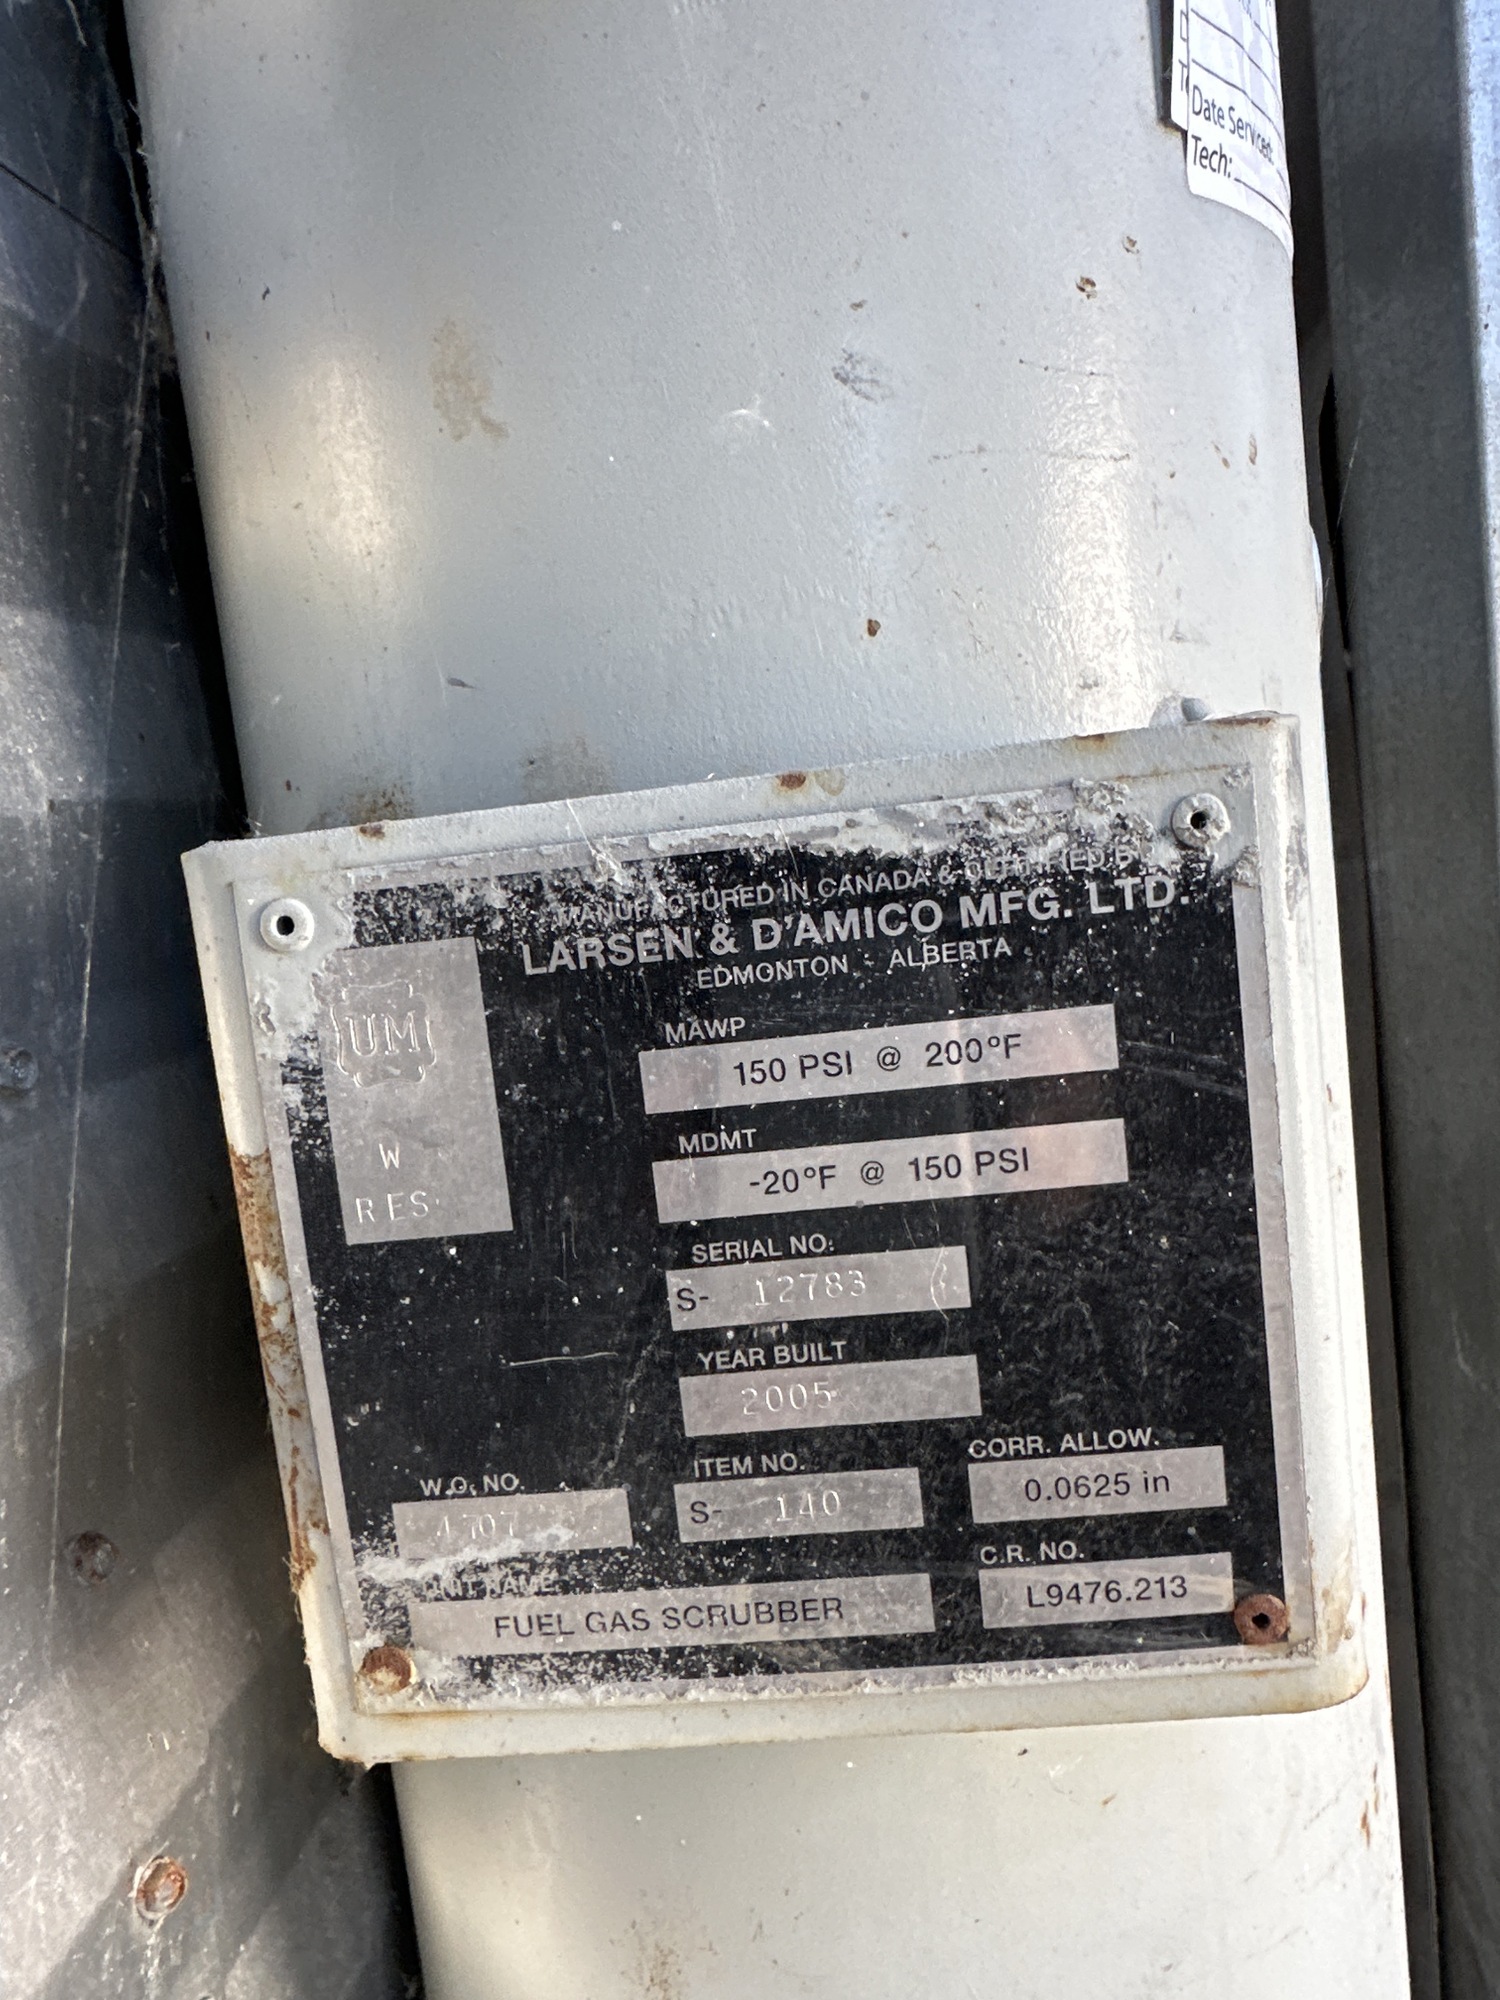 Date Serviced:
Tech:
MANUFACTURED IN CANADA & CERTIFIED B
LARSEN & D'AMICO MFG. LTD.
EDMONTON - ALBERTA
UM
W
RES
MAWP
150 PSI @ 200°F
MDMT
-20°F @ 150 PSI
SERIAL NO:
S- 12783
YEAR BUILT
2005
W.O. NO.
ITEM NO.
S- 140
CORR. ALLOW.
0.0625 in
UNIT NAME
FUEL GAS SCRUBBER
C.R. NO.
L9476.213